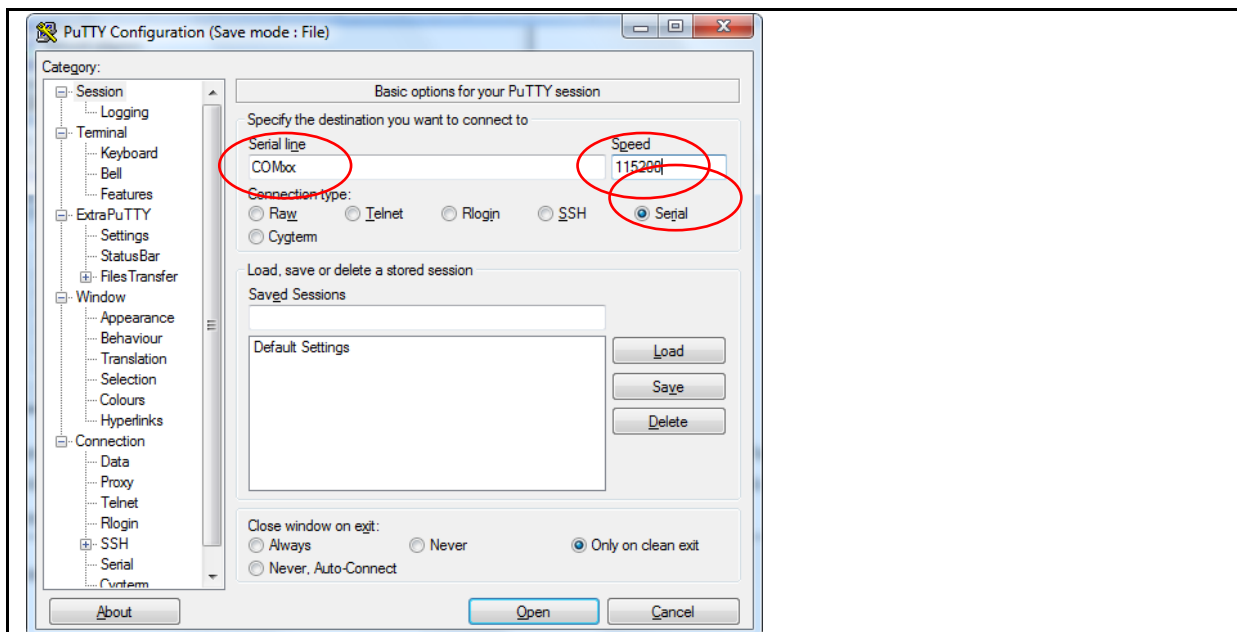 PuTTY Configuration (Save mode : File)
Category:
Session
Logging
Terminal
Keyboard
Bell
Features
ExtraPuTTY
Settings
StatusBar
FilesTransfer
Window
Appearance
Behaviour
Translation
Selection
Colours
Hyperlinks
Connection
Data
Proxy
Telnet
Rlogin
SSH
Serial
Cygterm
Basic options for your PuTTY session
Specify the destination you want to connect to
Serial line Speed
COMxx 115200
Connection type:
Raw Telnet Rlogin SSH Serial
Cygterm
Load, save or delete a stored session
Saved Sessions
Default Settings
Load
Save
Delete
Close window on exit:
Always Never Only on clean exit
Never, Auto-Connect
About Open Cancel